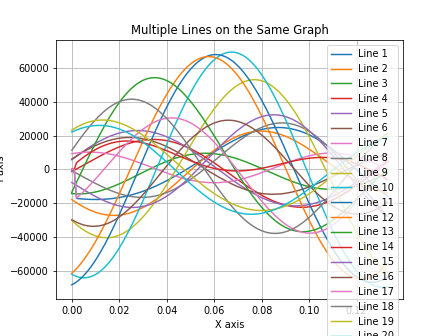 Multiple Lines on the Same Graph
60000
40000
20000
0
−20000
−40000
−60000
0.00
0.02
0.04
0.06
0.08
0.10
X axis
axis
Line 1
Line 2
Line 3
Line 4
Line 5
Line 6
Line 7
Line 8
Line 9
Line 10
Line 11
Line 12
Line 13
Line 14
Line 15
Line 16
Line 17
Line 18
Line 19
Line 20